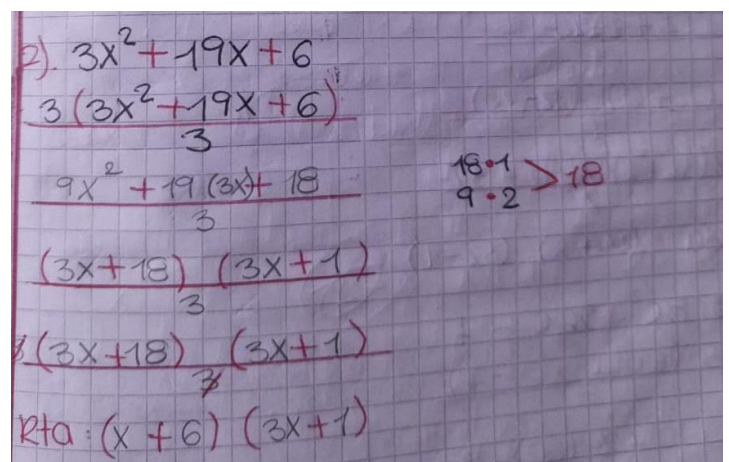 2). 3x² + 19x + 6
3(3x² + 19x + 6)
3
9x² + 19(3x) + 18
3
18·1
9·2 > 18
(3x + 18) (3x + 1)
3
3(3x + 18) (3x + 1)
3
Rta: (x + 6) (3x + 1)